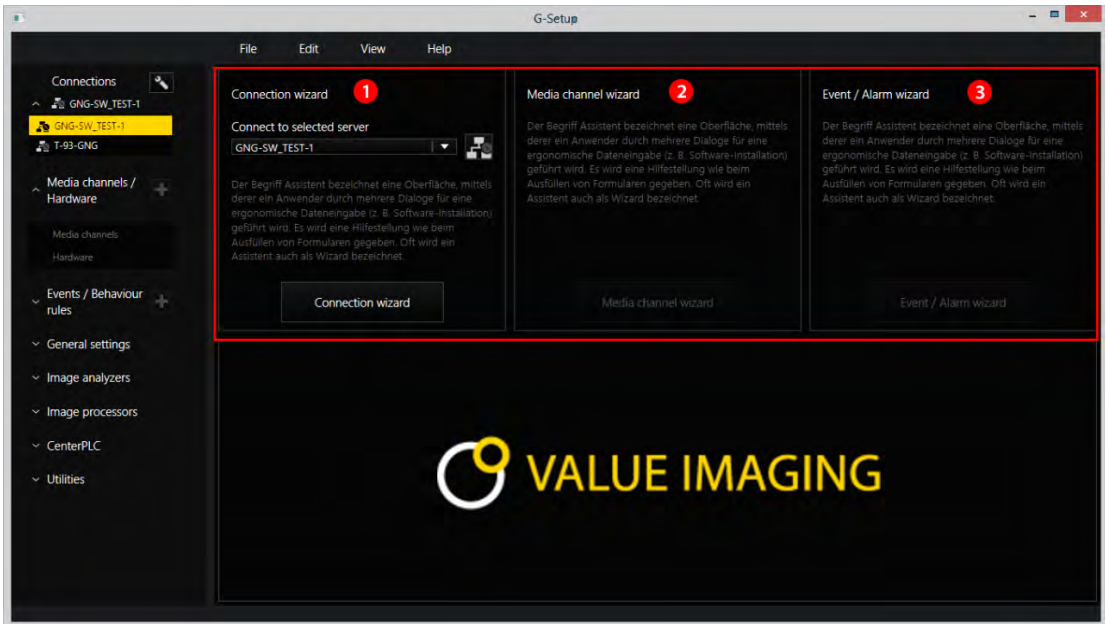 G-Setup
File Edit View Help
Connections
GNG-SW_TEST-1
GNG-SW_TEST-1
T-93-GNG
Media channels /
Hardware
Media channels
Hardware
Events / Behaviour
rules
General settings
Image analyzers
Image processors
CenterPLC
Utilities
Connection wizard 1
Connect to selected server
GNG-SW_TEST-1
Der Begriff Assistent bezeichnet eine Oberfläche, mittels
derer ein Anwender durch mehrere Dialoge für eine
ergonomische Dateneingabe (z. B. Software-Installation)
geführt wird. Es wird eine Hilfestellung wie beim
Ausfüllen von Formularen gegeben. Oft wird ein
Assistent auch als Wizard bezeichnet.
Connection wizard
Media channel wizard 2
Der Begriff Assistent bezeichnet eine Oberfläche, mittels
derer ein Anwender durch mehrere Dialoge für eine
ergonomische Dateneingabe (z. B. Software-Installation)
geführt wird. Es wird eine Hilfestellung wie beim
Ausfüllen von Formularen gegeben. Oft wird ein
Assistent auch als Wizard bezeichnet.
Media channel wizard
Event / Alarm wizard 3
Der Begriff Assistent bezeichnet eine Oberfläche, mittels
derer ein Anwender durch mehrere Dialoge für eine
ergonomische Dateneingabe (z. B. Software-Installation)
geführt wird. Es wird eine Hilfestellung wie beim
Ausfüllen von Formularen gegeben. Oft wird ein
Assistent auch als Wizard bezeichnet.
Event / Alarm wizard
VALUE IMAGING